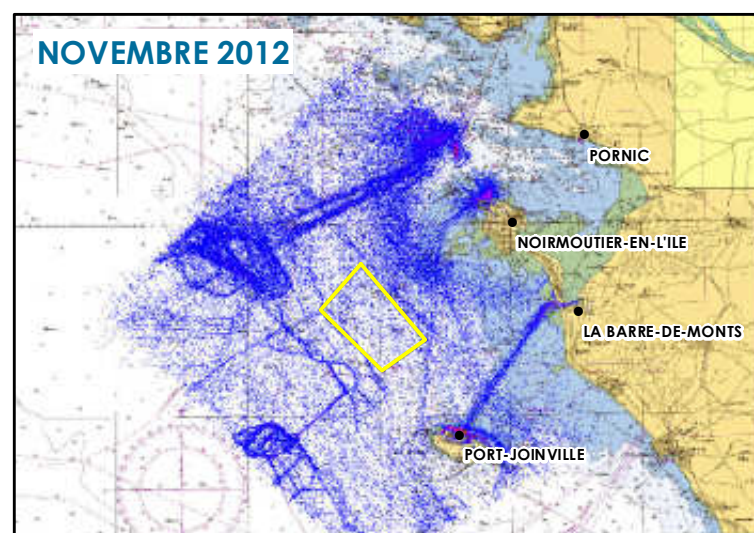 NOVEMBRE 2012
PORNIC
NOIRMOUTIER-EN-L'ILE
LA BARRE-DE-MONTS
PORT-JOINVILLE